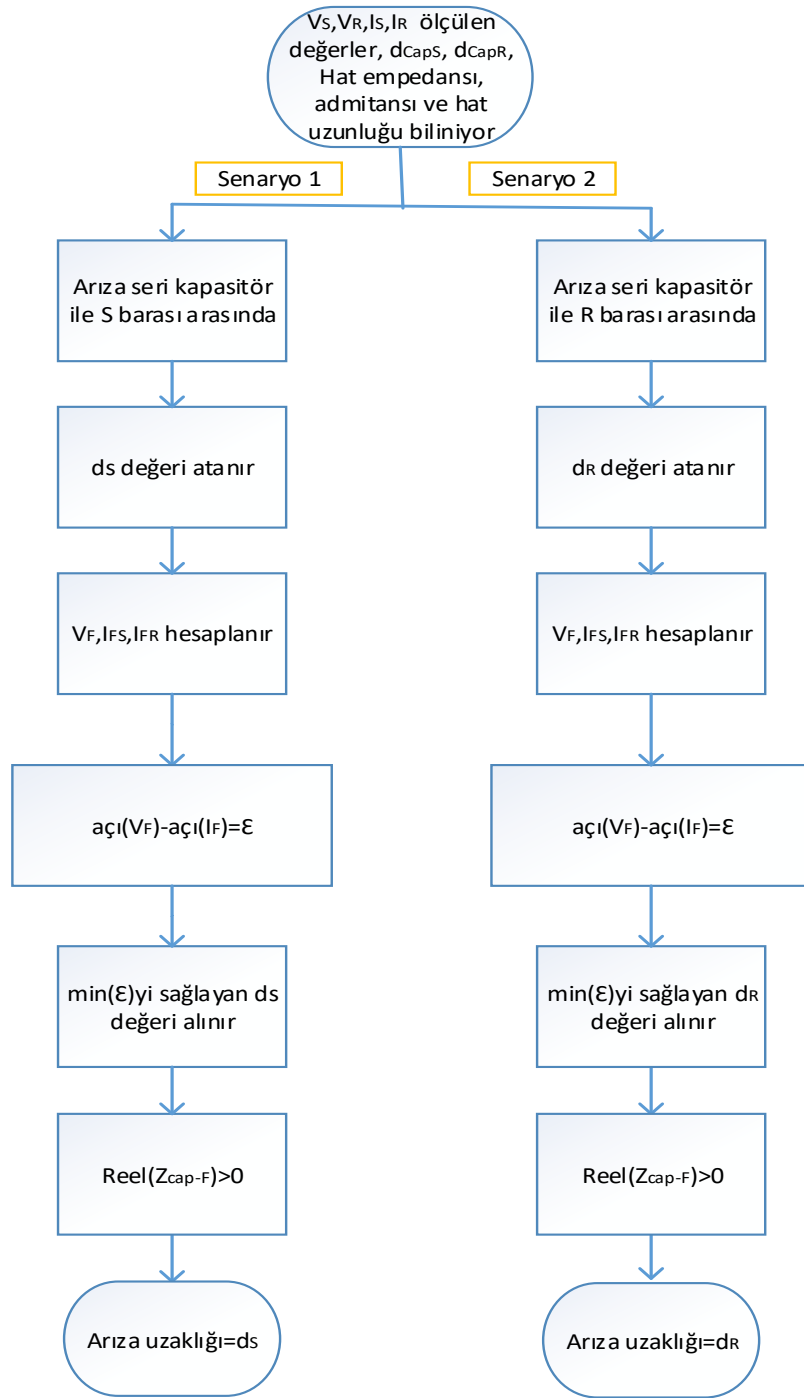 VS,VR,IS,IR ölçülen
değerler, dCapS, dCapR,
Hat empedansı,
admitansı ve hat
uzunluğu biliniyor
Senaryo 1
Senaryo 2
Arıza seri kapasitör
ile S barası arasında
Arıza seri kapasitör
ile R barası arasında
ds değeri atanır
dR değeri atanır
VF,IFS,IFR hesaplanır
VF,IFS,IFR hesaplanır
açı(VF)-açı(IF)=Ɛ
açı(VF)-açı(IF)=Ɛ
min(Ɛ)yi sağlayan ds
değeri alınır
min(Ɛ)yi sağlayan dR
değeri alınır
Reel(Zcap-F)>0
Reel(Zcap-F)>0
Arıza uzaklığı=ds
Arıza uzaklığı=dR